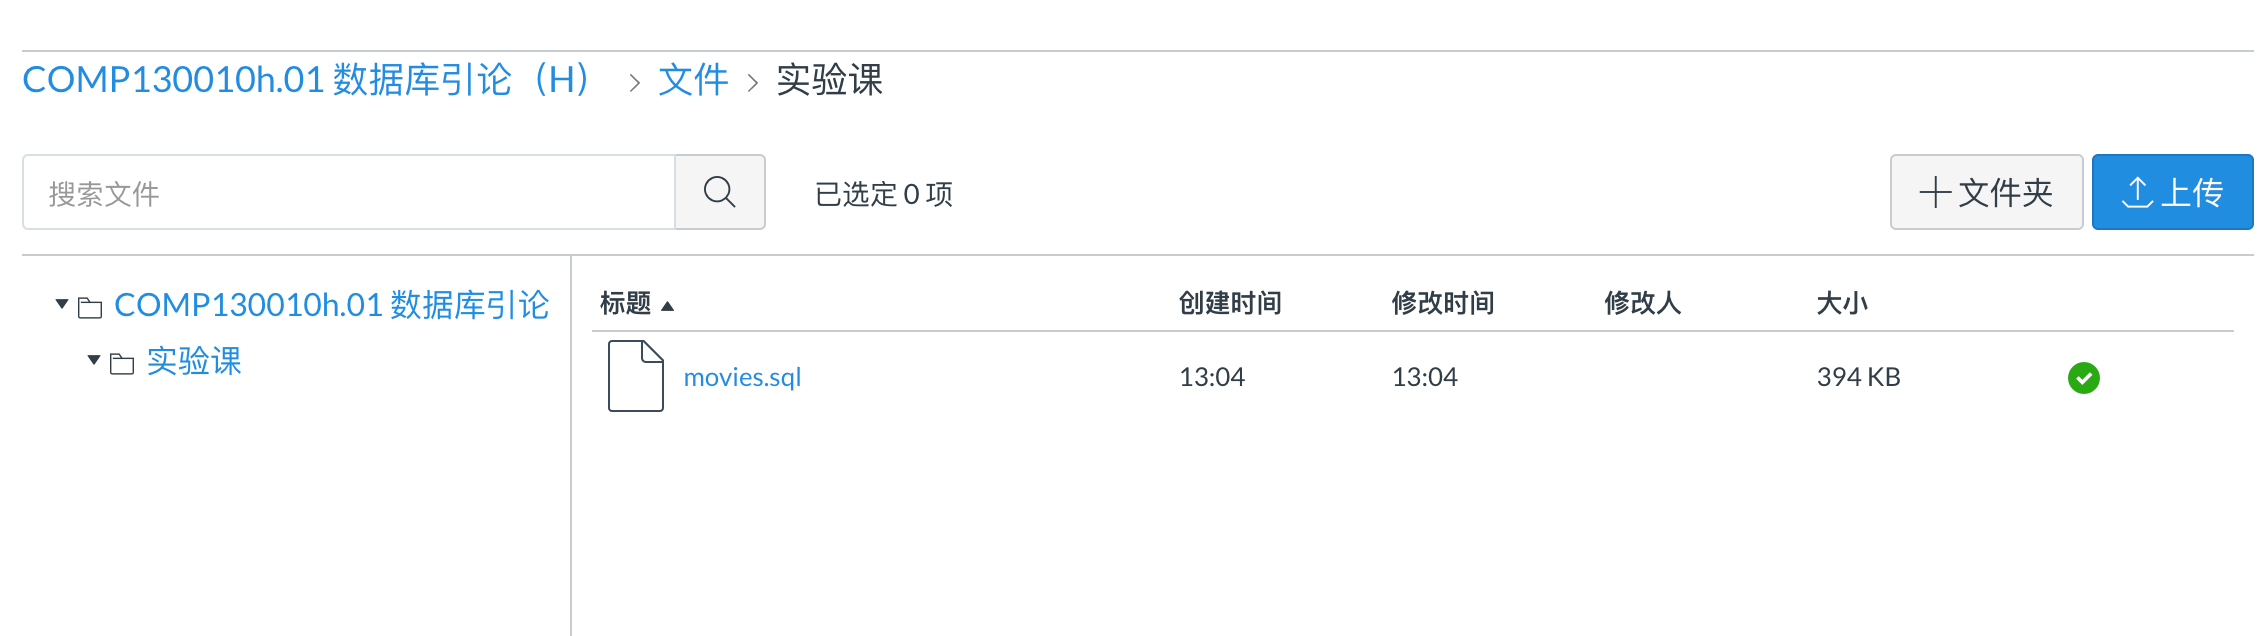 COMP130010h.01 数据库引论（H） > 文件 > 实验课
搜索文件 已选定 0 项 文件夹 上传
COMP130010h.01 数据库引论
实验课
标题 创建时间 修改时间 修改人 大小
movies.sql 13:04 13:04 394 KB